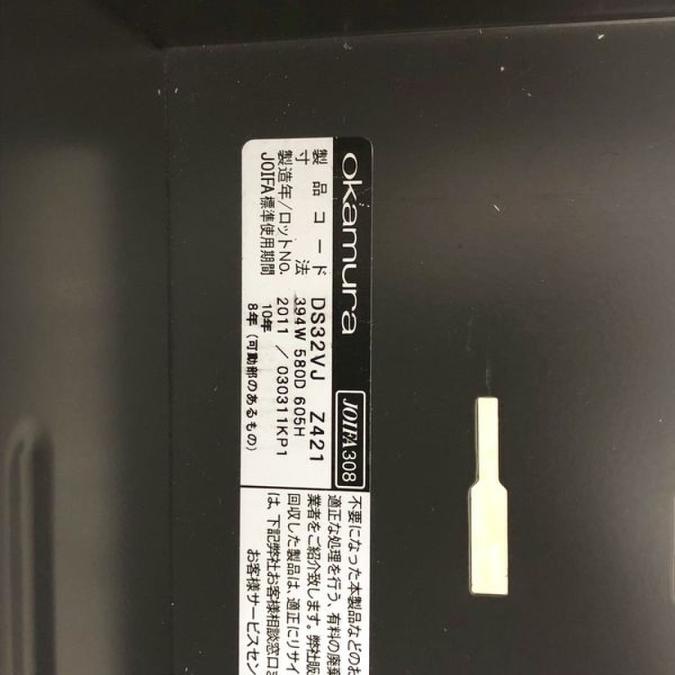 okamura JOIFA308
製品コード DS32VJ Z421
寸法 394W 580D 605H
製造年/ロットNo. 2011 / 030311KP1
JOIFA標準使用期間 10年
8年 (可動部のあるもの)
不要になった本製品などのお
適正な処理を行う、有料の廃棄
業者をご紹介致します。弊社販
回収した製品は、適正にリサイ
は、下記弊社お客様相談窓口ま
お客様サービスセン